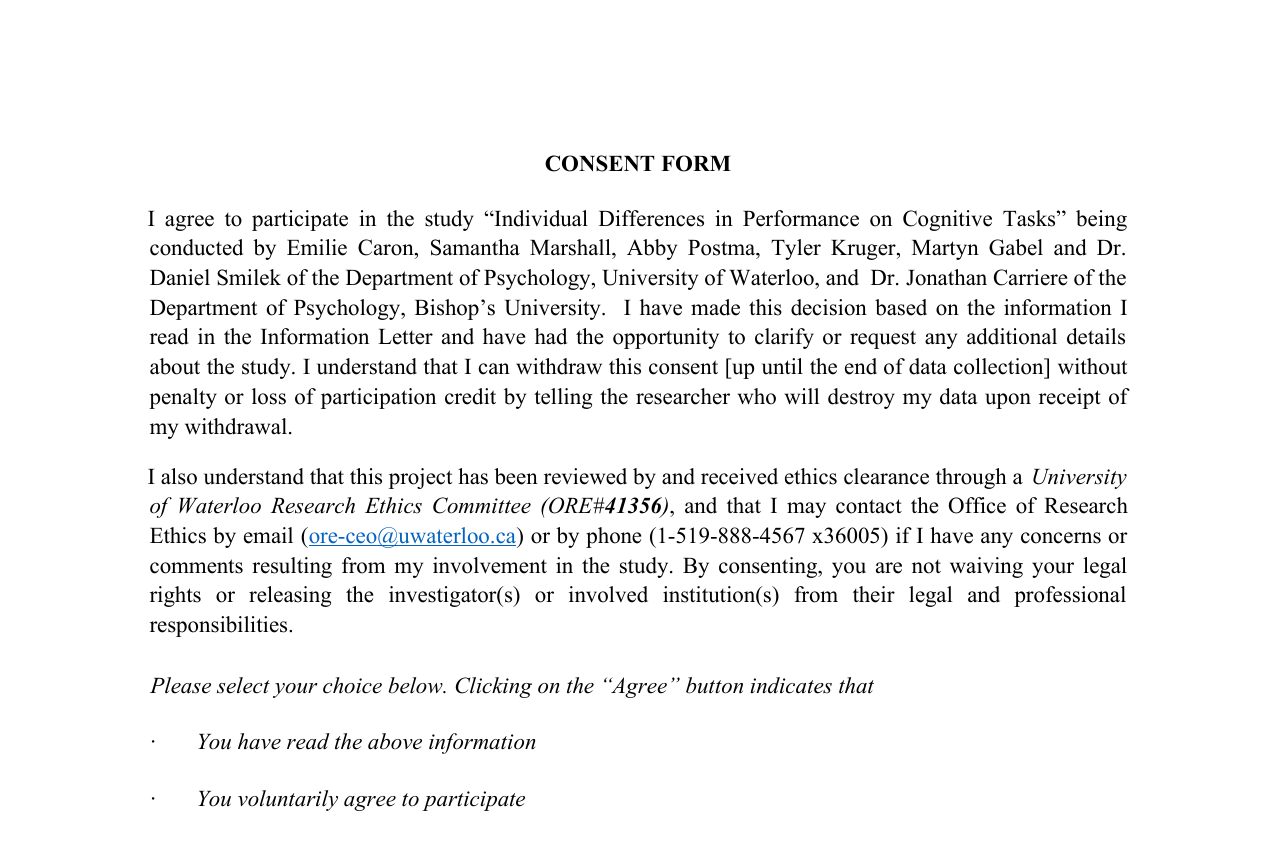 CONSENT FORM
I agree to participate in the study “Individual Differences in Performance on Cognitive Tasks” being
conducted by Emilie Caron, Samantha Marshall, Abby Postma, Tyler Kruger, Martyn Gabel and Dr.
Daniel Smilek of the Department of Psychology, University of Waterloo, and  Dr. Jonathan Carriere of the
Department of Psychology, Bishop’s University.  I have made this decision based on the information I
read in the Information Letter and have had the opportunity to clarify or request any additional details
about the study. I understand that I can withdraw this consent [up until the end of data collection] without
penalty or loss of participation credit by telling the researcher who will destroy my data upon receipt of
my withdrawal.
I also understand that this project has been reviewed by and received ethics clearance through a University
of Waterloo Research Ethics Committee (ORE#41356), and that I may contact the Office of Research
Ethics by email (ore-ceo@uwaterloo.ca) or by phone (1-519-888-4567 x36005) if I have any concerns or
comments resulting from my involvement in the study. By consenting, you are not waiving your legal
rights or releasing the investigator(s) or involved institution(s) from their legal and professional
responsibilities.
Please select your choice below. Clicking on the “Agree” button indicates that
· You have read the above information
· You voluntarily agree to participate